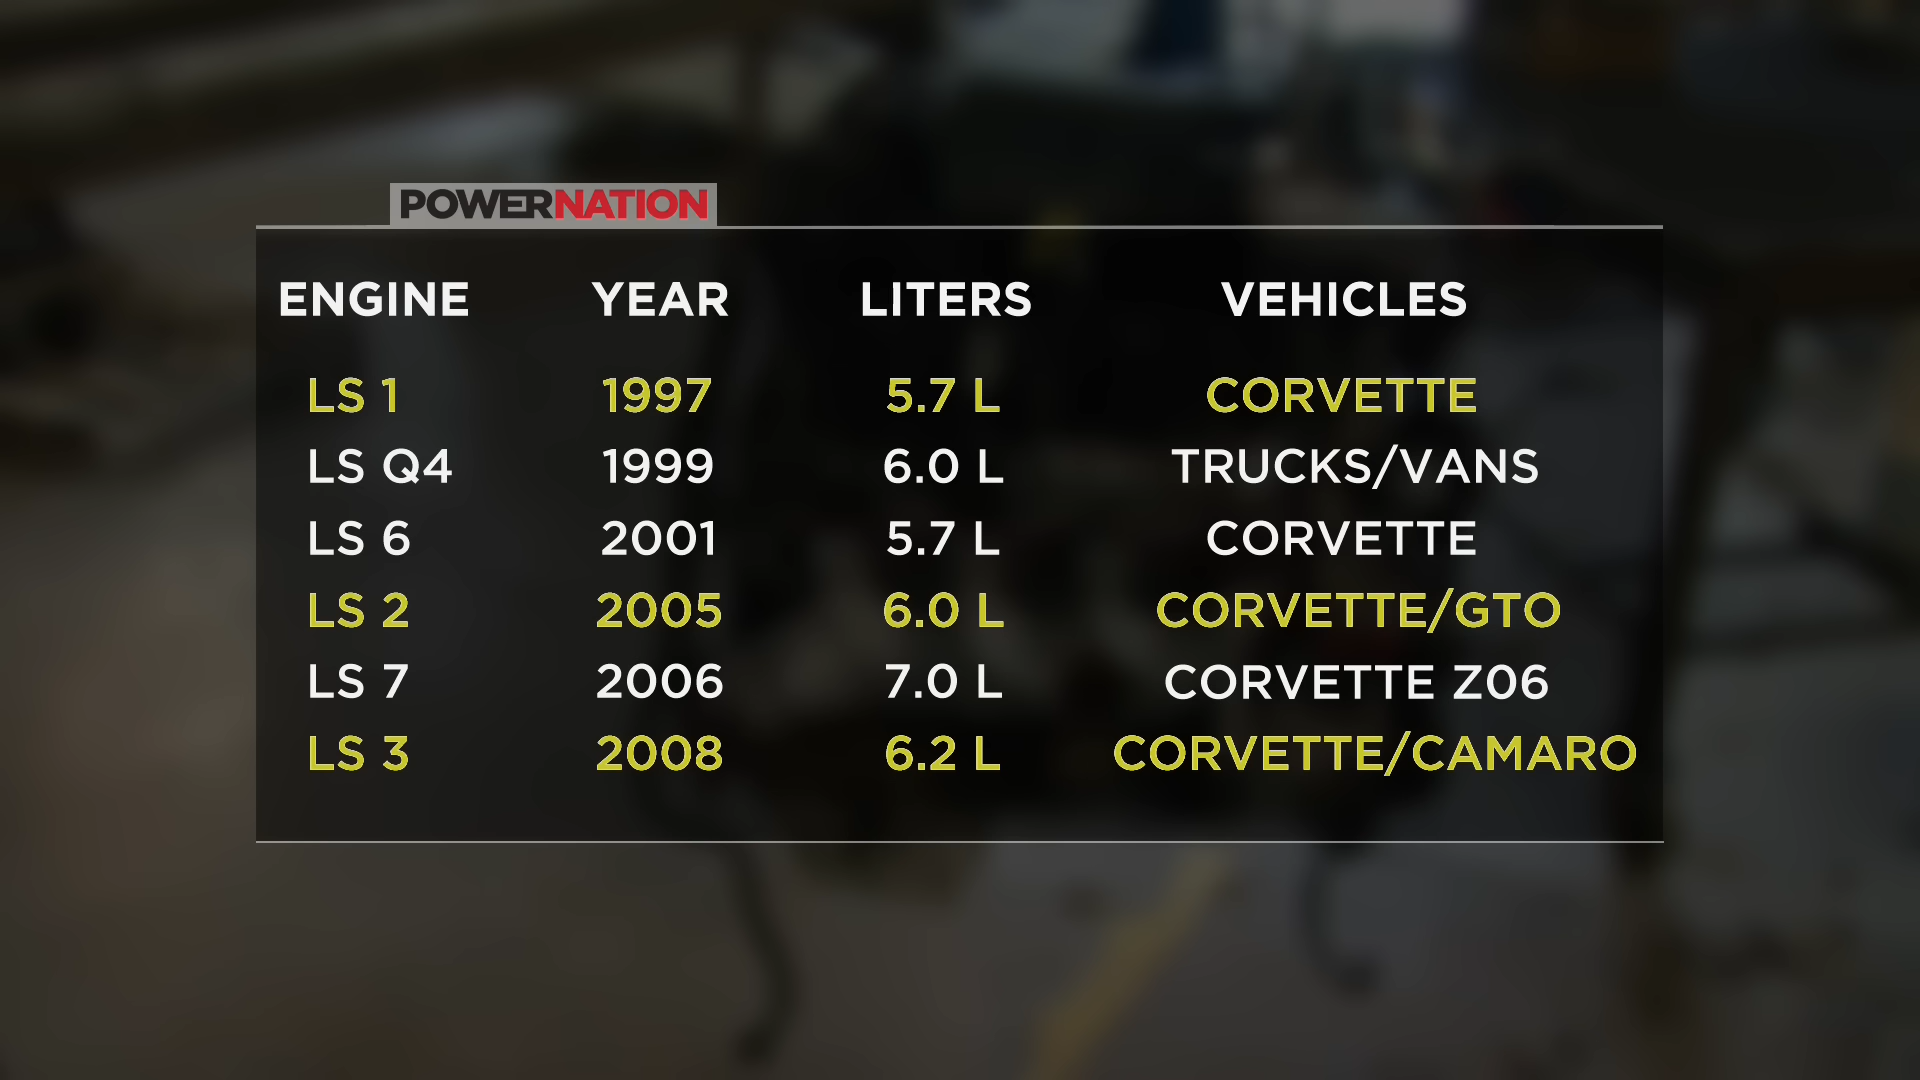 POWERNATION
ENGINE YEAR LITERS VEHICLES
LS 1 1997 5.7 L CORVETTE
LS Q4 1999 6.0 L TRUCKS/VANS
LS 6 2001 5.7 L CORVETTE
LS 2 2005 6.0 L CORVETTE/GTO
LS 7 2006 7.0 L CORVETTE Z06
LS 3 2008 6.2 L CORVETTE/CAMARO